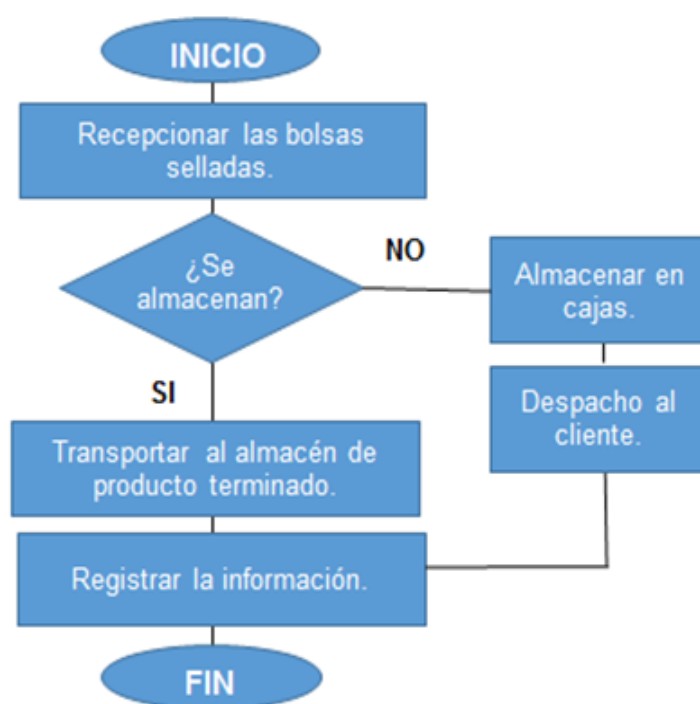 INICIO
Recepcionar las bolsas
selladas.
¿Se
almacenan?
NO
Almacenar en
cajas.
Despacho al
cliente.
SI
Transportar al almacén de
producto terminado.
Registrar la información.
FIN